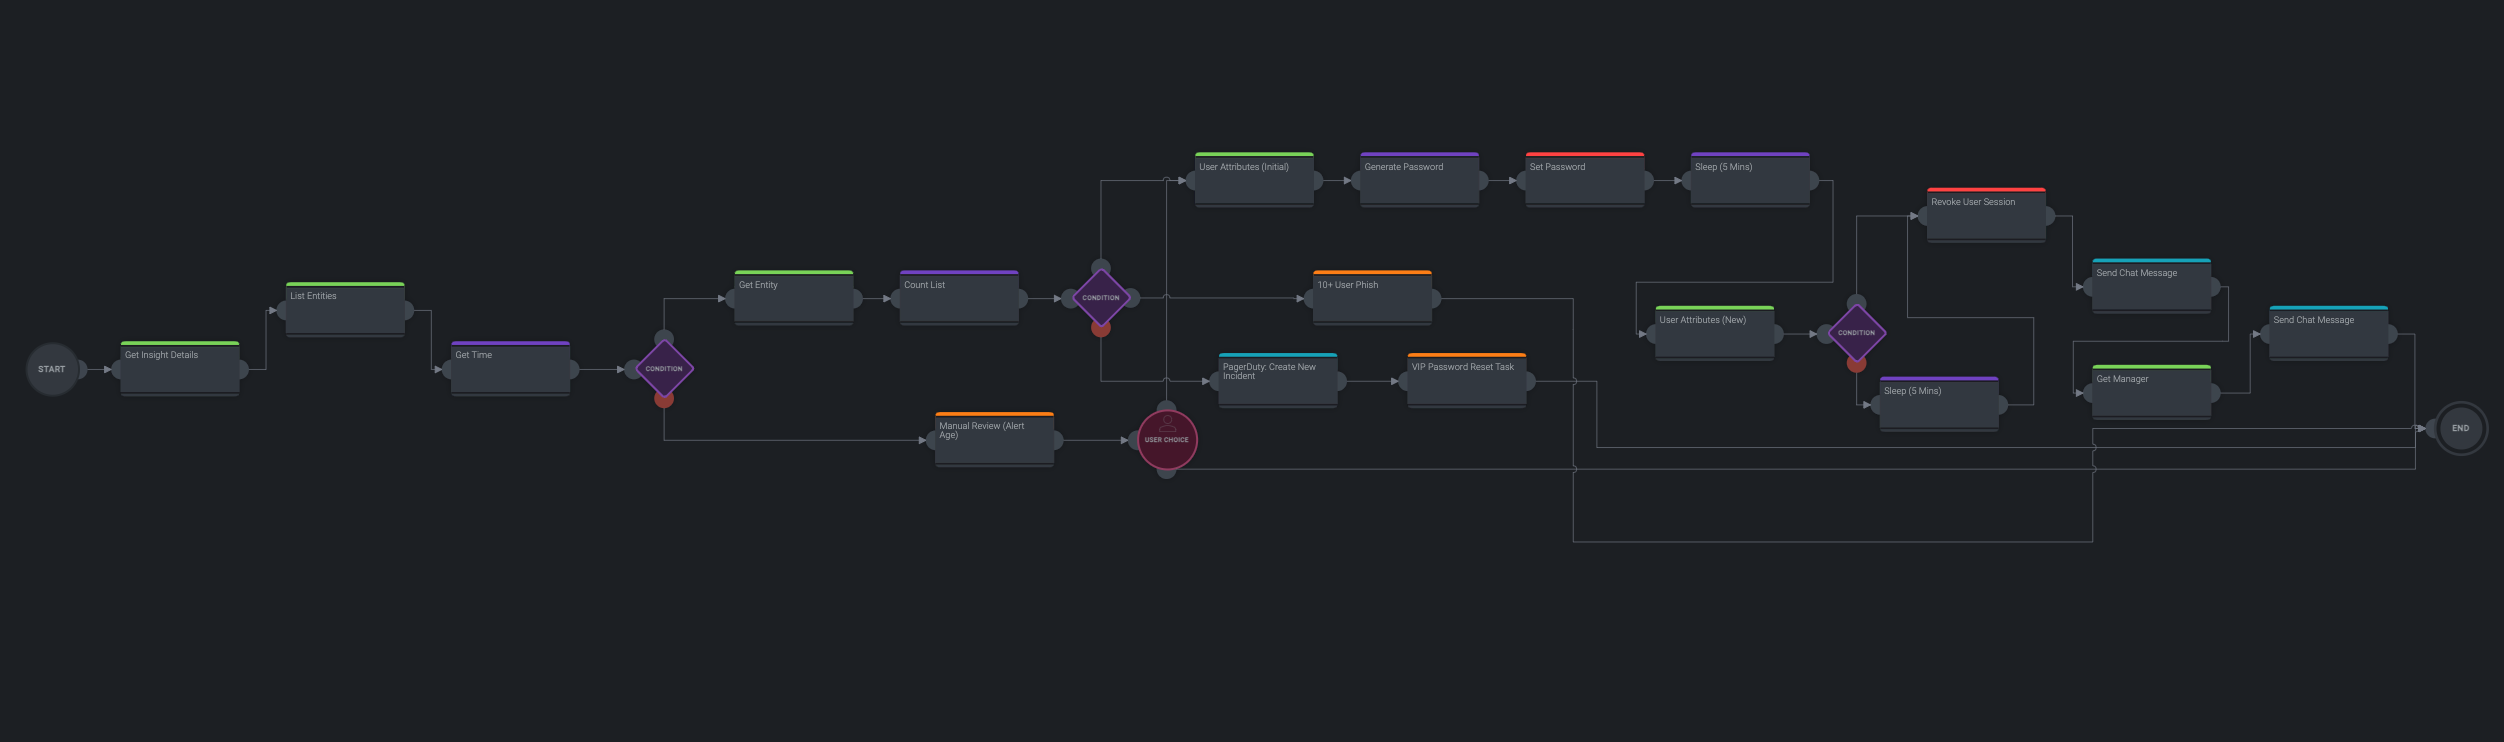 START
Get Insight Details
List Entities
Get Time
CONDITION
Get Entity
Count List
CONDITION
User Attributes (Initial)
Generate Password
Set Password
Sleep (5 Mins)
10+ User Phish
PagerDuty: Create New
Incident
VIP Password Reset Task
Manual Review (Alert
Age)
USER CHOICE
User Attributes (New)
CONDITION
Revoke User Session
Sleep (5 Mins)
Send Chat Message
Get Manager
Send Chat Message
END